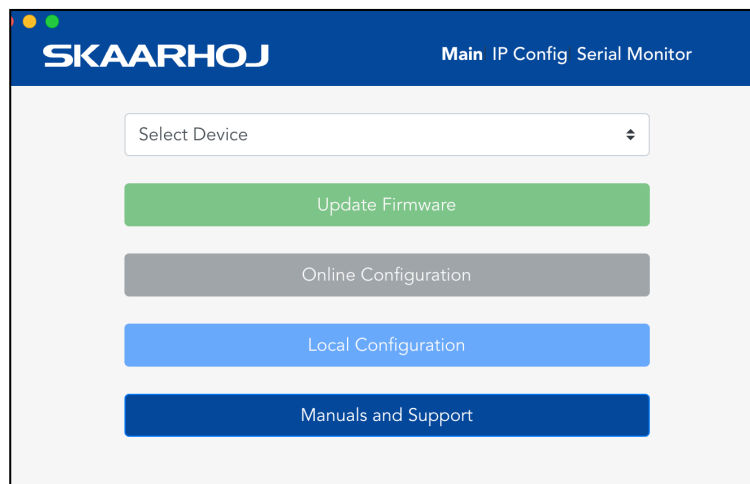 SKAARHOJ
Main IP Config Serial Monitor
Select Device
Update Firmware
Online Configuration
Local Configuration
Manuals and Support